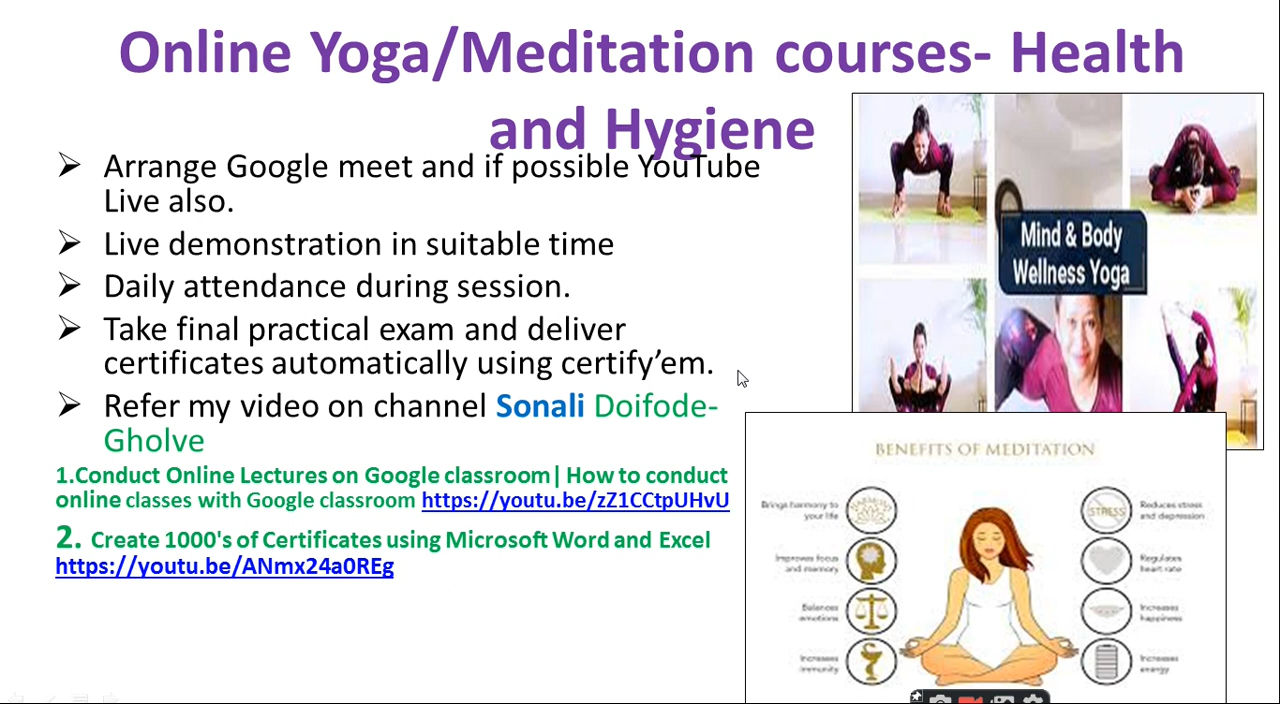 Online Yoga/Meditation courses- Health
and Hygiene
Arrange Google meet and if possible YouTube
Live also.
Live demonstration in suitable time
Daily attendance during session.
Take final practical exam and deliver
certificates automatically using certify’em.
Refer my video on channel Sonali Doifode-
Gholve
1.Conduct Online Lectures on Google classroom| How to conduct
online classes with Google classroom https://youtu.be/zZ1CCtpUHvU
2. Create 1000's of Certificates using Microsoft Word and Excel
https://youtu.be/ANmx24a0REg
Mind & Body
Wellness Yoga
BENEFITS OF MEDITATION
Brings harmony to
your life
Improves focus
and memory
Balances
emotions
Increases
immunity
STRESS
Reduces stress
and depression
Regulates
heart rate
Increases
happiness
Increases
energy